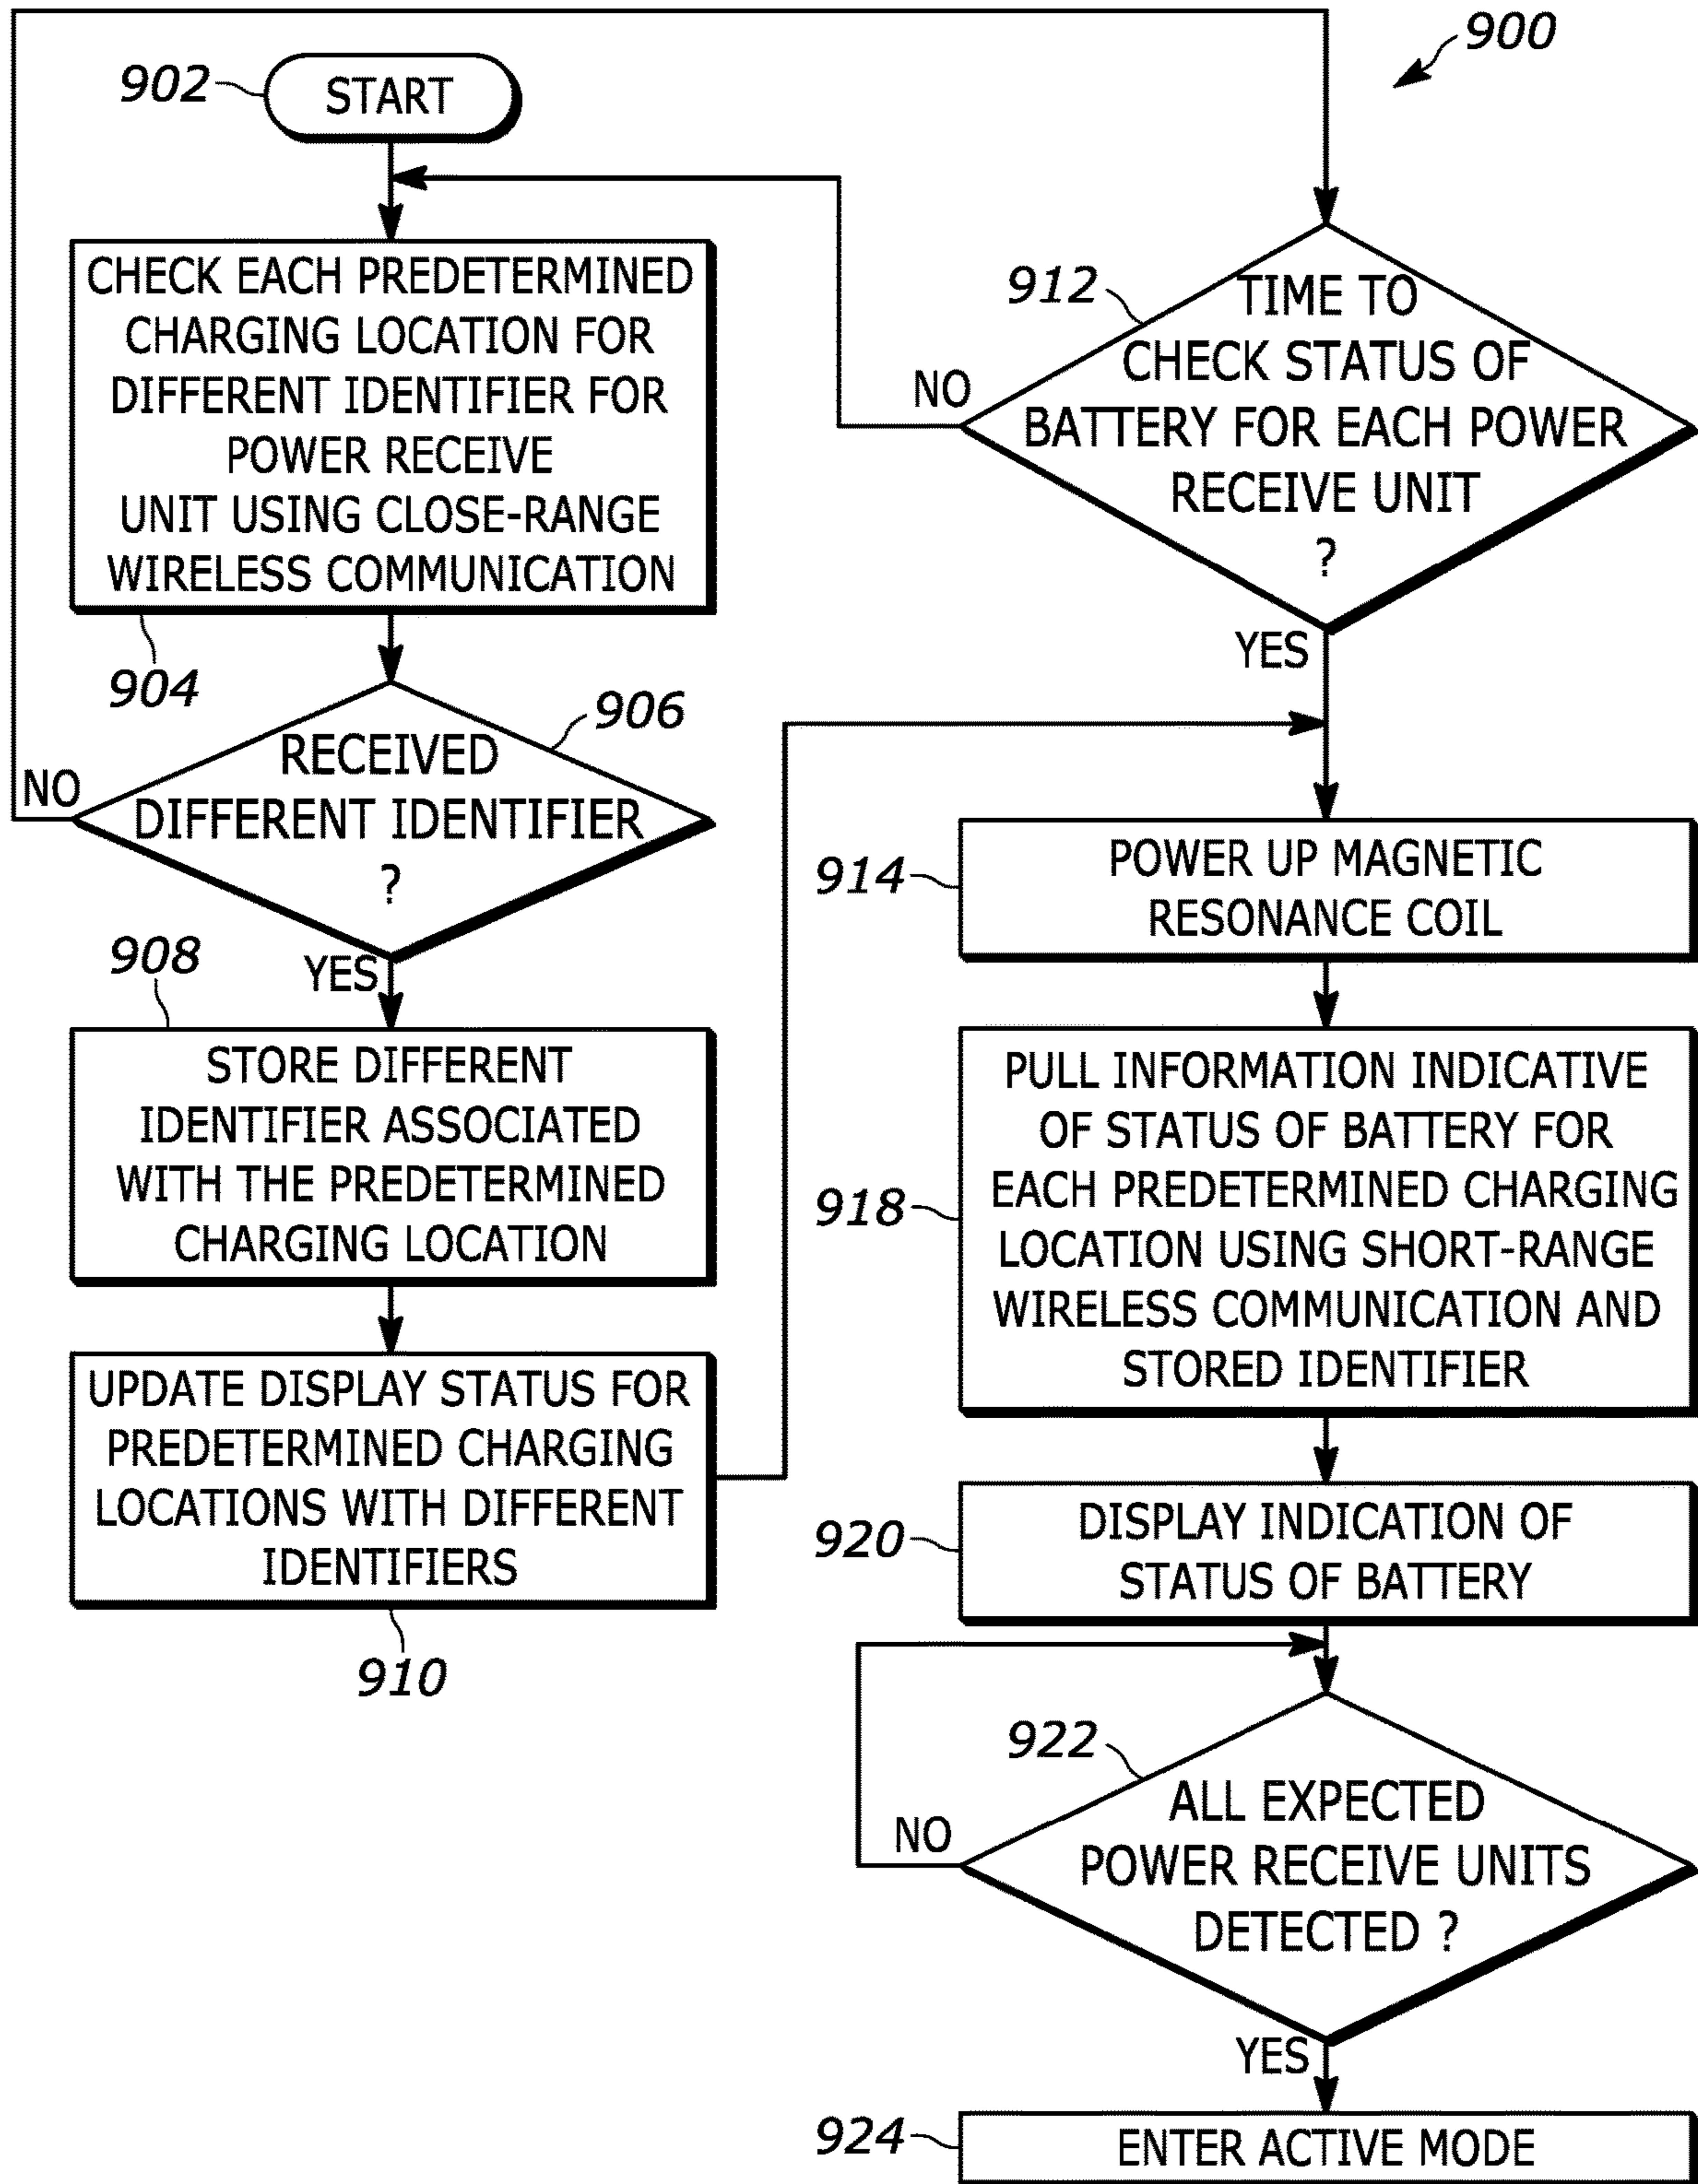 900
902
START
CHECK EACH PREDETERMINED
CHARGING LOCATION FOR
DIFFERENT IDENTIFIER FOR
POWER RECEIVE
UNIT USING CLOSE-RANGE
WIRELESS COMMUNICATION
904
906
RECEIVED
DIFFERENT IDENTIFIER
?
NO
YES
908
STORE DIFFERENT
IDENTIFIER ASSOCIATED
WITH THE PREDETERMINED
CHARGING LOCATION
UPDATE DISPLAY STATUS FOR
PREDETERMINED CHARGING
LOCATIONS WITH DIFFERENT
IDENTIFIERS
910
912
TIME TO
CHECK STATUS OF
BATTERY FOR EACH POWER
RECEIVE UNIT
?
NO
YES
914
POWER UP MAGNETIC
RESONANCE COIL
918
PULL INFORMATION INDICATIVE
OF STATUS OF BATTERY FOR
EACH PREDETERMINED CHARGING
LOCATION USING SHORT-RANGE
WIRELESS COMMUNICATION AND
STORED IDENTIFIER
920
DISPLAY INDICATION OF
STATUS OF BATTERY
922
ALL EXPECTED
POWER RECEIVE UNITS
DETECTED ?
NO
YES
924
ENTER ACTIVE MODE